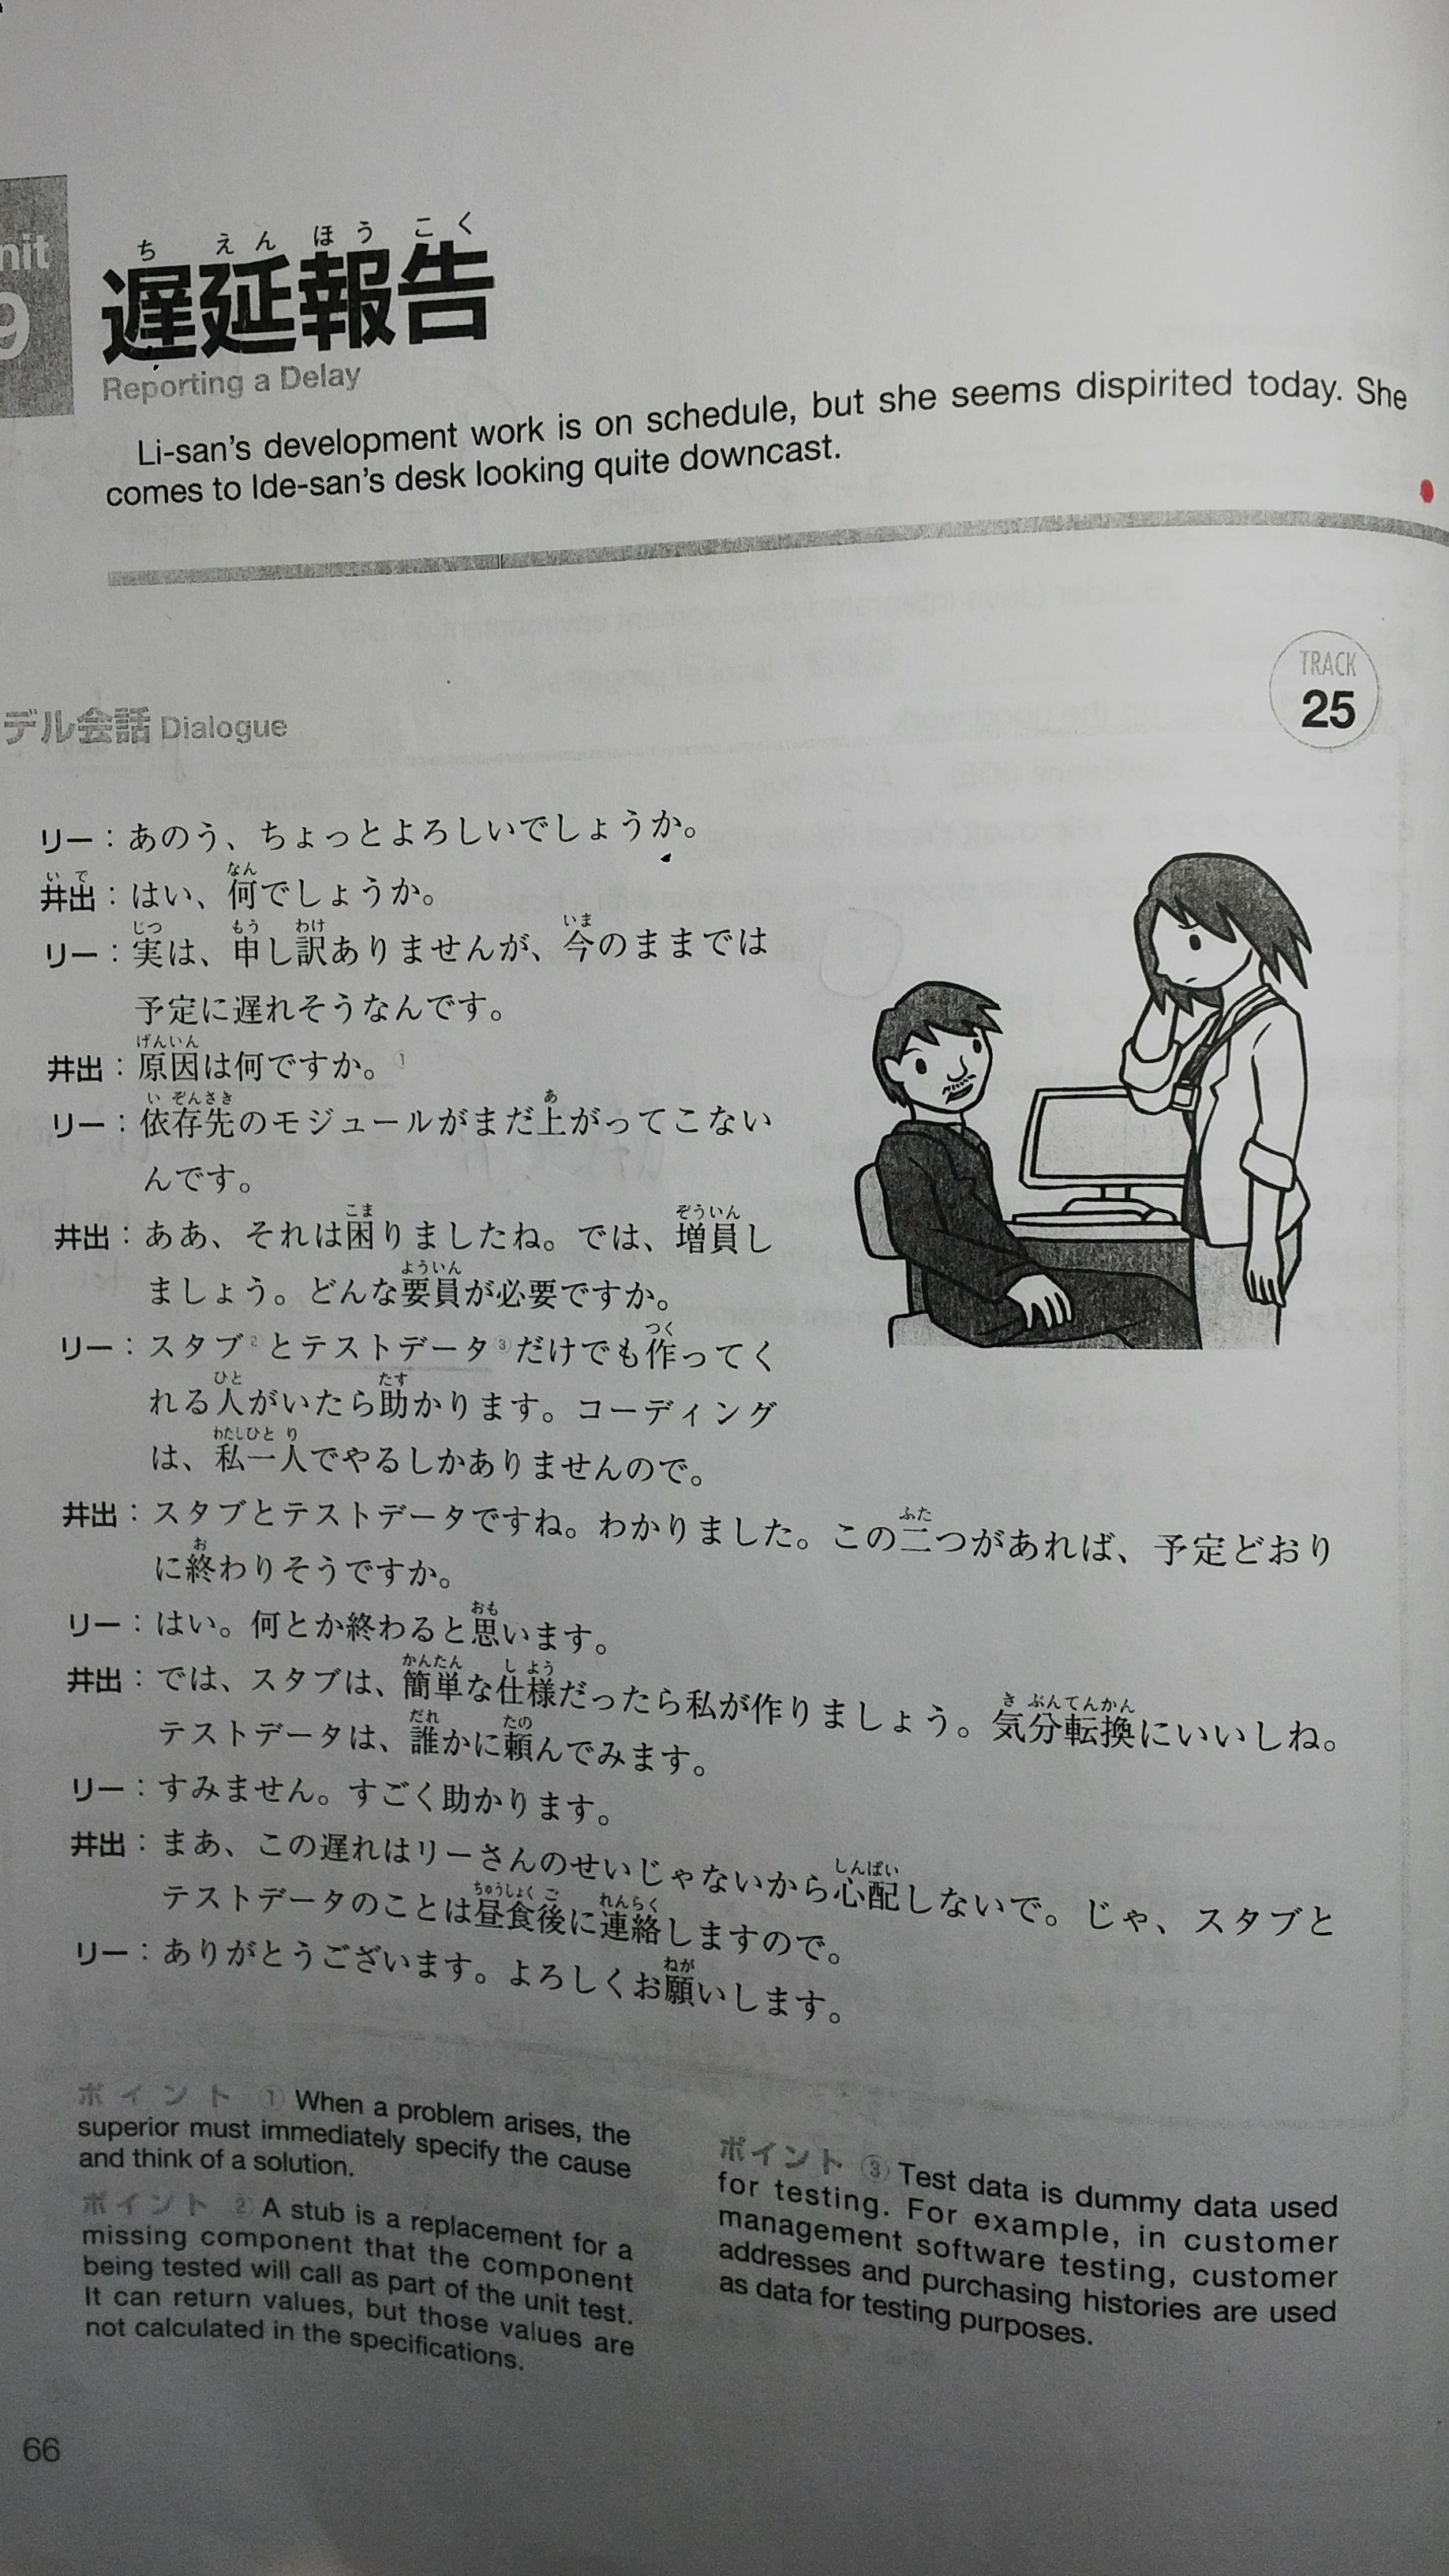 nit
9
遅延報告
ちえんほうこく
Reporting a Delay
Li-san's development work is on schedule, but she seems dispirited today. She
comes to Ide-san's desk looking quite downcast.
デル会話 Dialogue
TRACK
25
リー：あのう、ちょっとよろしいでしょうか。
井出：はい、何でしょうか。
リー：実は、申し訳ありませんが、今のままでは
予定に遅れそうなんです。
井出：原因は何ですか。①
リー：依存先のモジュールがまだ上がってこない
んです。
井出：ああ、それは困りましたね。では、増員し
ましょう。どんな要員が必要ですか。
リー：スタブ②とテストデータ③だけでも作ってく
れる人がいたら助かります。コーディング
は、私一人でやるしかありませんので。
井出：スタブとテストデータですね。わかりました。この二つがあれば、予定どおり
に終わりそうですか。
リー：はい。何とか終わると思います。
井出：では、スタブは、簡単な仕様だったら私が作りましょう。気分転換にいいしね。
テストデータは、誰かに頼んでみます。
リー：すみません。すごく助かります。
井出：まあ、この遅れはリーさんのせいじゃないから心配しないで。じゃ、スタブと
テストデータのことは昼食後に連絡しますので。
リー：ありがとうございます。よろしくお願いします。
ポイント ① When a problem arises, the
superior must immediately specify the cause
and think of a solution.
ポイント ② A stub is a replacement for a
missing component that the component
being tested will call as part of the unit test.
It can return values, but those values are
not calculated in the specifications.
ポイント ③ Test data is dummy data used
for testing. For example, in customer
management software testing, customer
addresses and purchasing histories are used
as data for testing purposes.
66